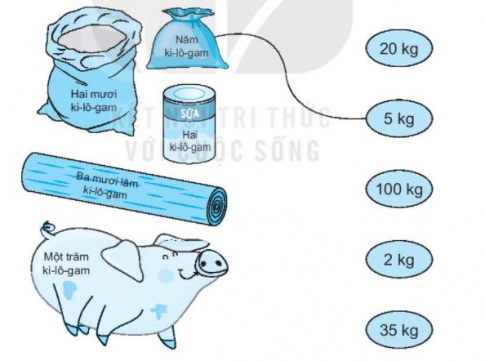 Năm
ki-lô-gam
20 kg
Hai mươi
ki-lô-gam
SỮA
Hai
ki-lô-gam
5 kg
KẾT NỐI TRI THỨC
VỚI CUỘC SỐNG
Ba mươi lăm
ki-lô-gam
100 kg
Một trăm
ki-lô-gam
2 kg
35 kg